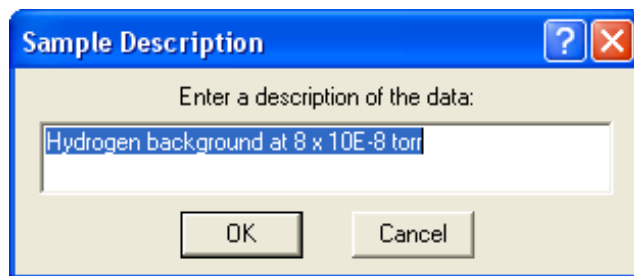 Sample Description
Enter a description of the data:
Hydrogen background at 8 x 10E-8 torr
OK Cancel